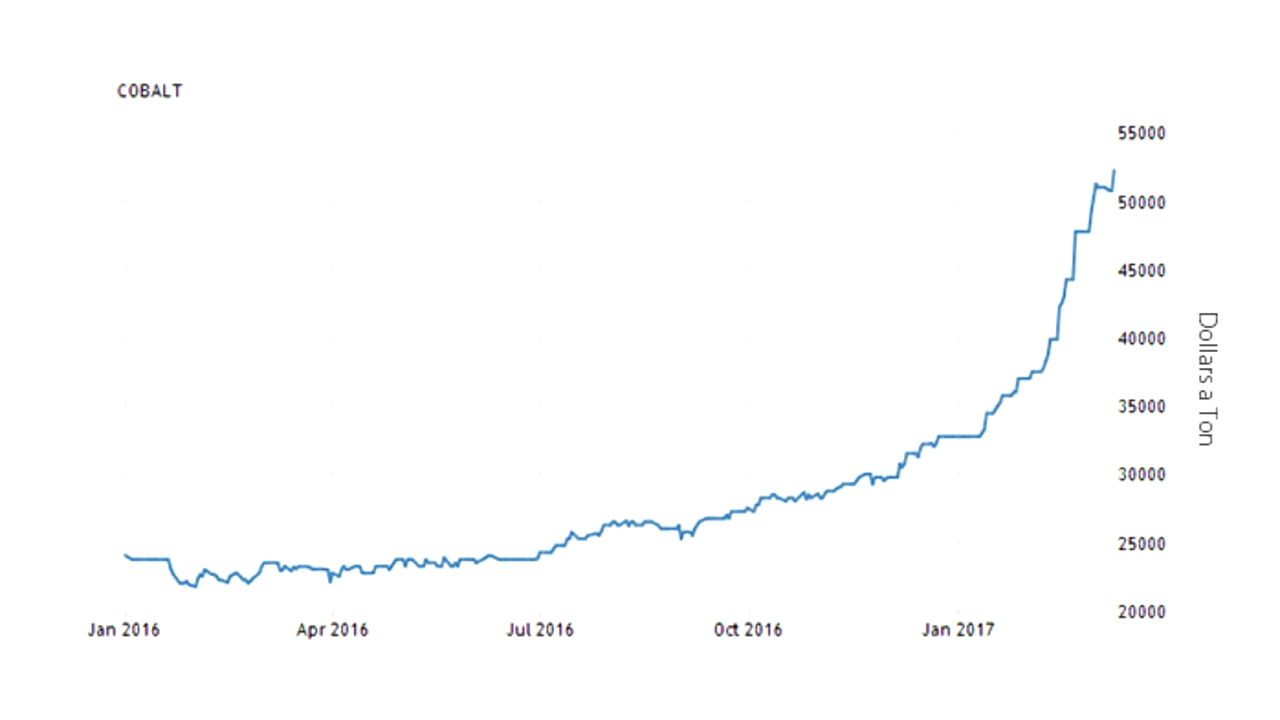 COBALT
55000
50000
45000
40000
35000
30000
25000
20000
Dollars a Ton
Jan 2016 Apr 2016 Jul 2016 Oct 2016 Jan 2017